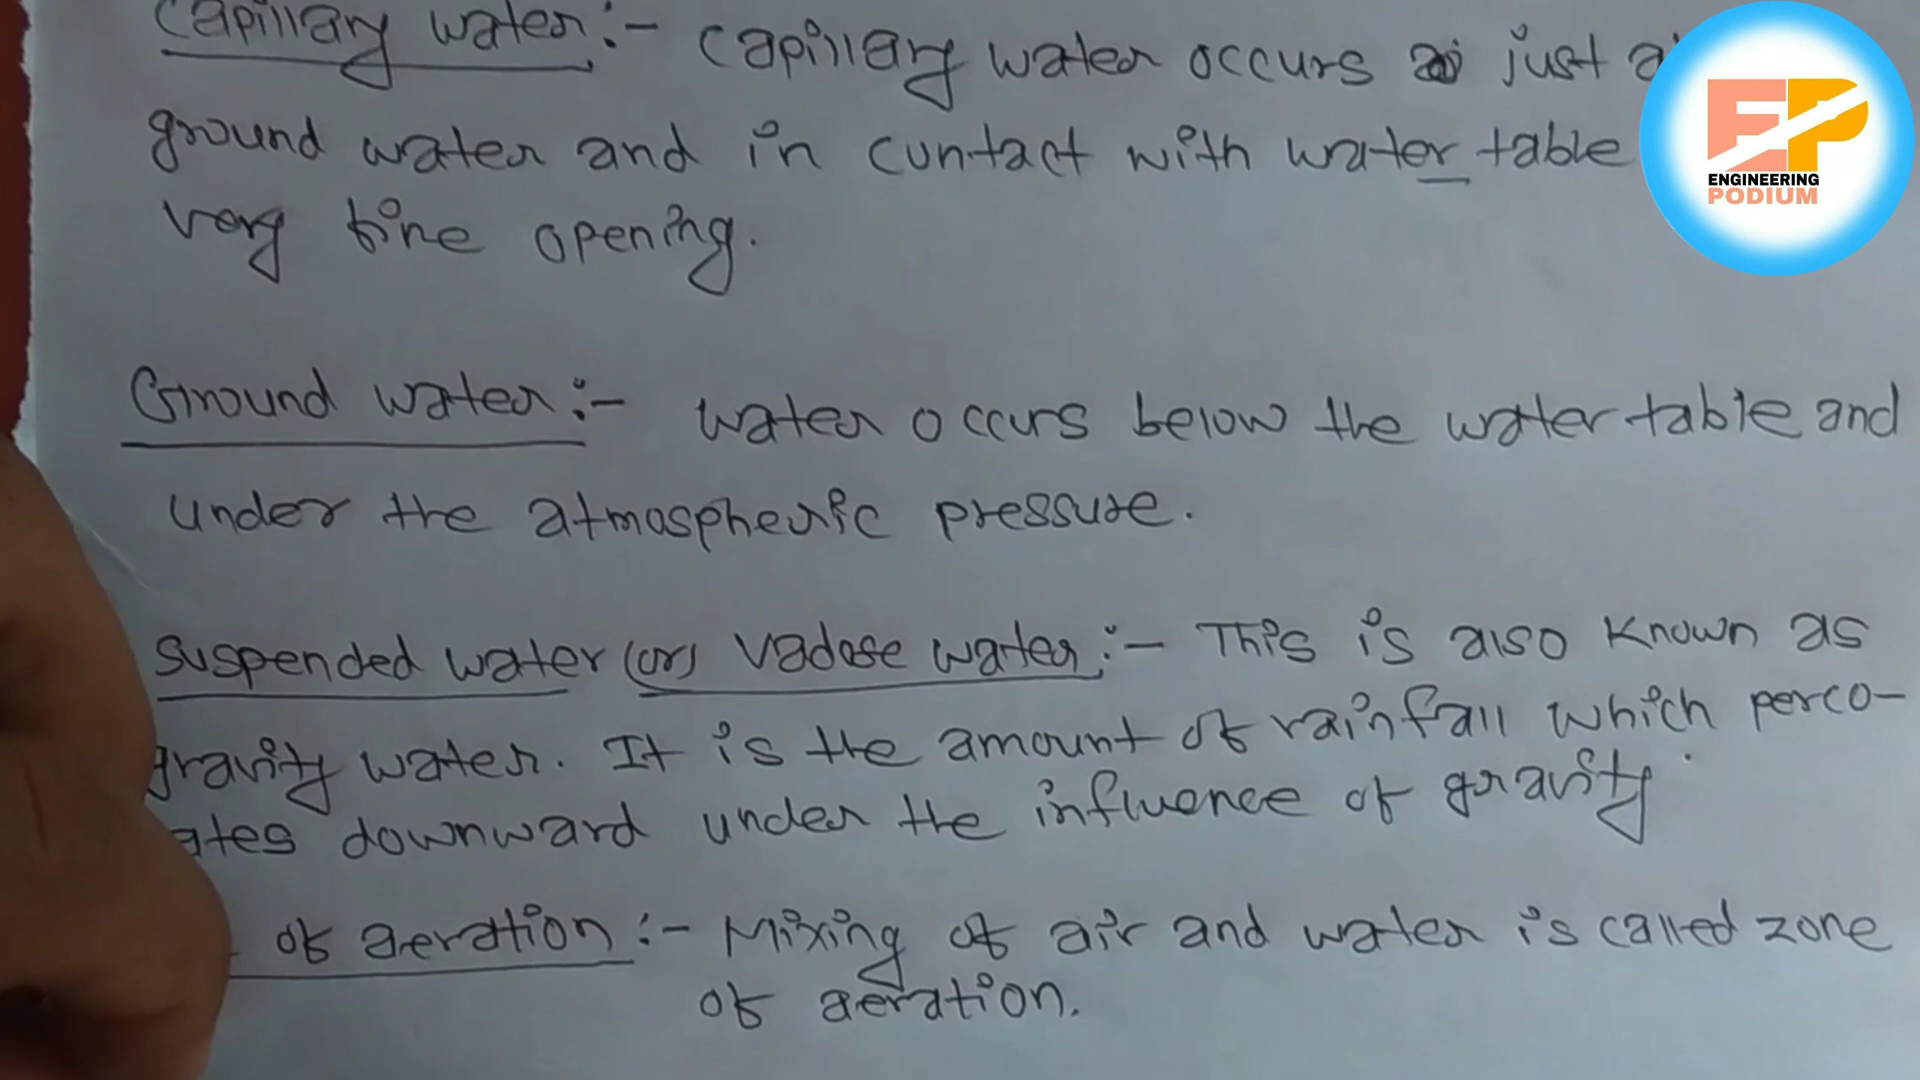 Capillary water :- Capillary water occurs as just
ground water and in cuntact with water table
very fine opening.
Ground water :- water occurs below the water table and
under the atmospheric pressure.
Suspended water (or) Vadose water :- This is also known as
gravity water. It is the amount of rainfall which perco-
ates downward under the influence of gravity
of aeration :- Mixing of air and water is called zone
of aeration.
EP
ENGINEERING
PODIUM